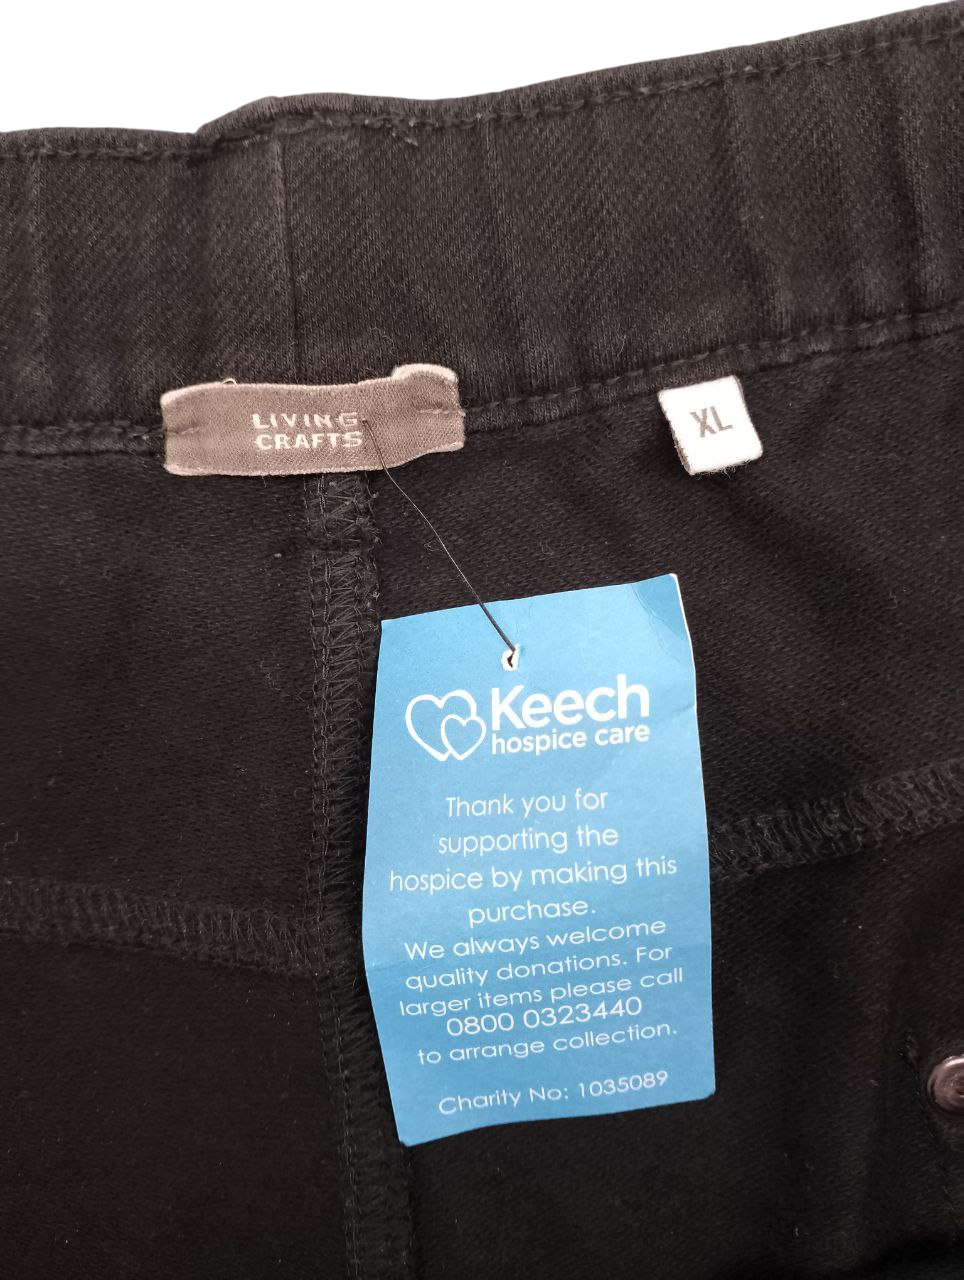 LIVING
CRAFTS
XL
Keech
hospice care
Thank you for
supporting the
hospice by making this
purchase.
We always welcome
quality donations. For
larger items please call
0800 0323440
to arrange collection.
Charity No: 1035089